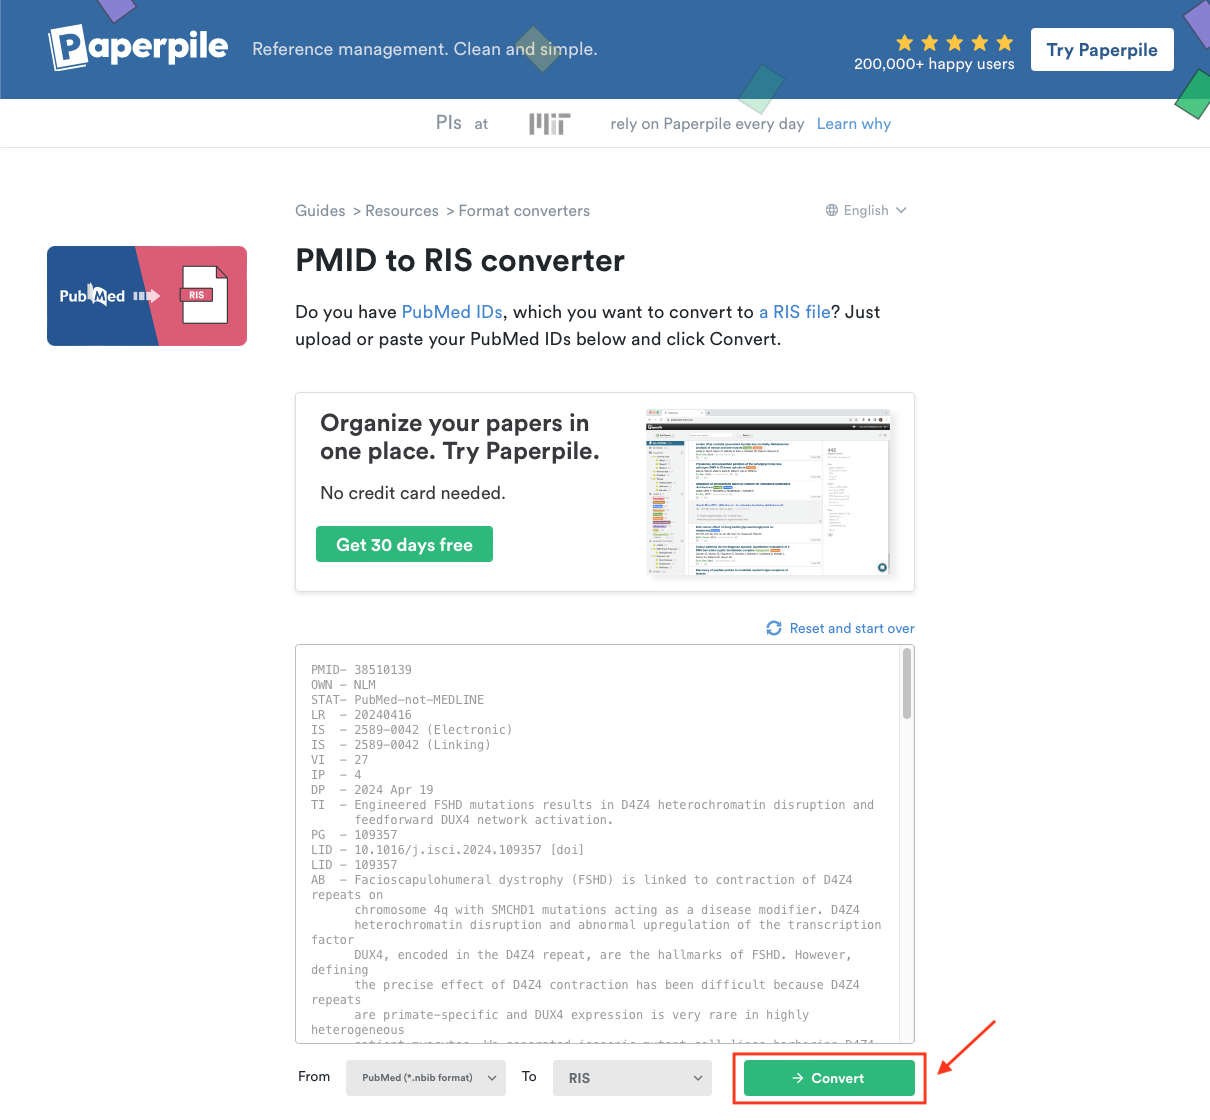 Paperpile
Reference management. Clean and simple.
200,000+ happy users
Try Paperpile
PIs at MIT rely on Paperpile every day Learn why
Guides > Resources > Format converters
English
PubMed
RIS
PMID to RIS converter
Do you have PubMed IDs, which you want to convert to a RIS file? Just
upload or paste your PubMed IDs below and click Convert.
Organize your papers in
one place. Try Paperpile.
No credit card needed.
Get 30 days free
Reset and start over
PMID- 38510139
OWN - NLM
STAT- PubMed-not-MEDLINE
LR  - 20240416
IS  - 2589-0042 (Electronic)
IS  - 2589-0042 (Linking)
VI  - 27
IP  - 4
DP  - 2024 Apr 19
TI  - Engineered FSHD mutations results in D4Z4 heterochromatin disruption and
      feedforward DUX4 network activation.
PG  - 109357
LID - 10.1016/j.isci.2024.109357 [doi]
LID - 109357
AB  - Facioscapulohumeral dystrophy (FSHD) is linked to contraction of D4Z4
repeats on
      chromosome 4q with SMCHD1 mutations acting as a disease modifier. D4Z4
      heterochromatin disruption and abnormal upregulation of the transcription
factor
      DUX4, encoded in the D4Z4 repeat, are the hallmarks of FSHD. However,
defining
      the precise effect of D4Z4 contraction has been difficult because D4Z4
repeats
      are primate-specific and DUX4 expression is very rare in highly
heterogeneous
      patient myocytes. We generated isogenic mutant cell lines harboring D4Z4
From
PubMed (*.nbib format)
To
RIS
→ Convert